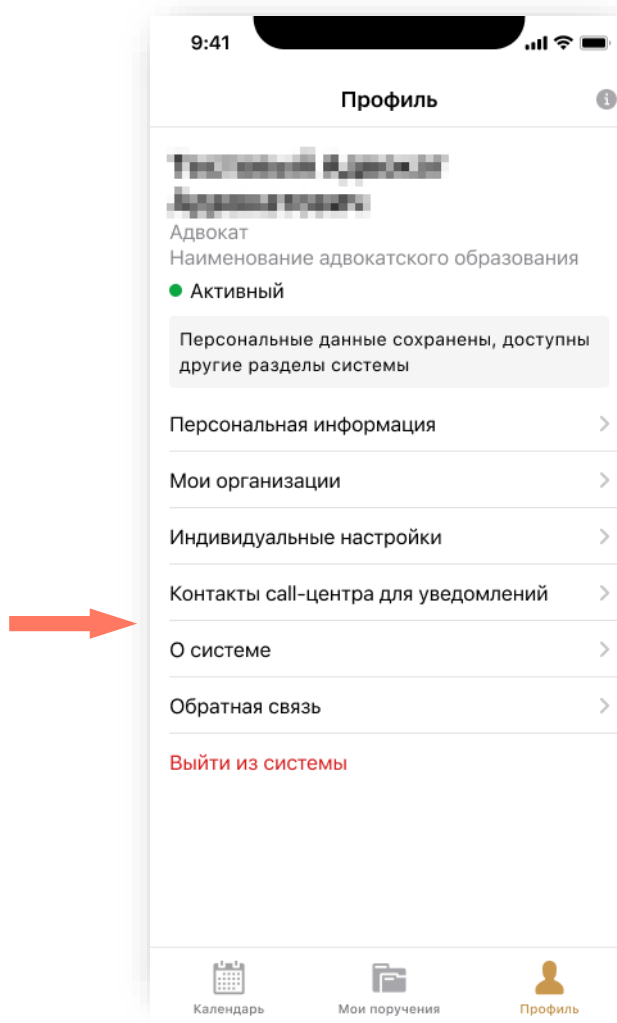 9:41
Профиль
Адвокат
Наименование адвокатского образования
Активный
Персональные данные сохранены, доступны
другие разделы системы
Персональная информация
Мои организации
Индивидуальные настройки
Контакты call-центра для уведомлений
О системе
Обратная связь
Выйти из системы
Календарь
Мои поручения
Профиль